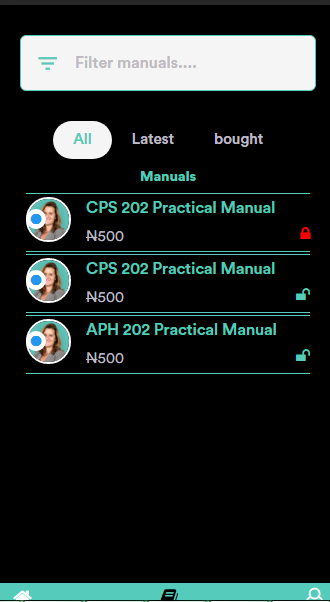 Filter manuals....
All Latest bought
Manuals
CPS 202 Practical Manual
₦500
CPS 202 Practical Manual
₦500
APH 202 Practical Manual
₦500